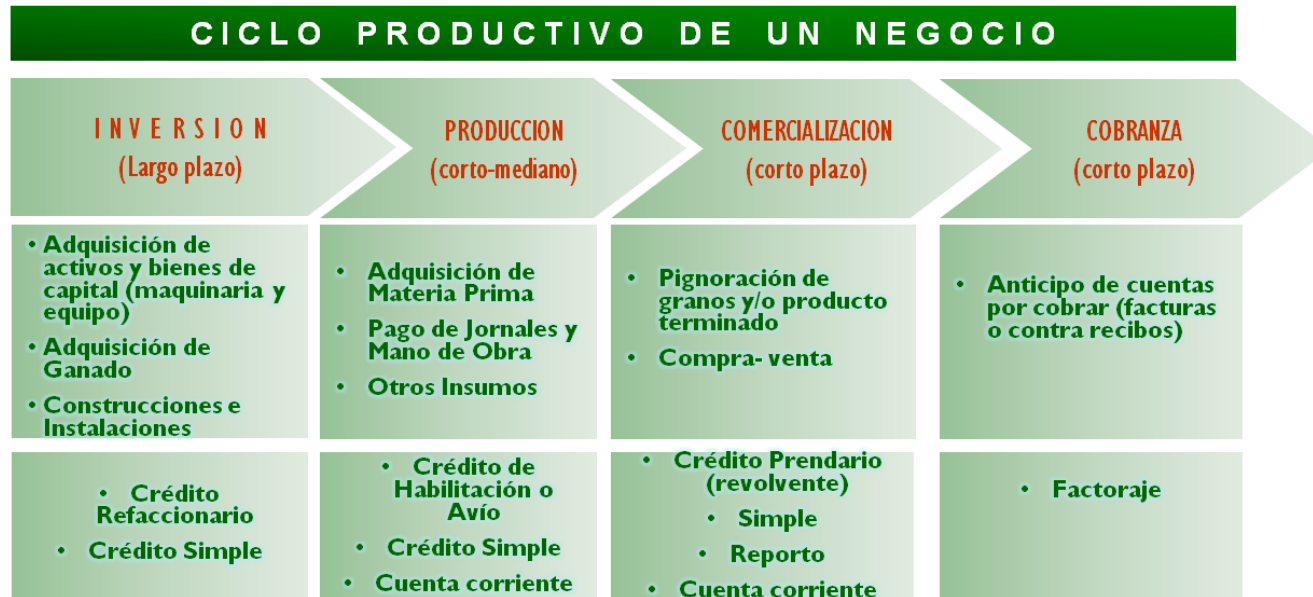 CICLO PRODUCTIVO DE UN NEGOCIO
INVERSION
(Largo plazo)
PRODUCCION
(corto-mediano)
COMERCIALIZACION
(corto plazo)
COBRANZA
(corto plazo)
• Adquisición de
activos y bienes de
capital (maquinaria y
equipo)
• Adquisición de
Ganado
• Construcciones e
Instalaciones
• Adquisición de
Materia Prima
• Pago de Jornales y
Mano de Obra
• Otros Insumos
• Pignoración de
granos y/o producto
terminado
• Compra- venta
• Anticipo de cuentas
por cobrar (facturas
o contra recibos)
• Crédito
Refaccionario
• Crédito Simple
• Crédito de
Habilitación o
Avío
• Crédito Simple
• Cuenta corriente
• Crédito Prendario
(revolvente)
• Simple
• Reporto
• Cuenta corriente
• Factoraje